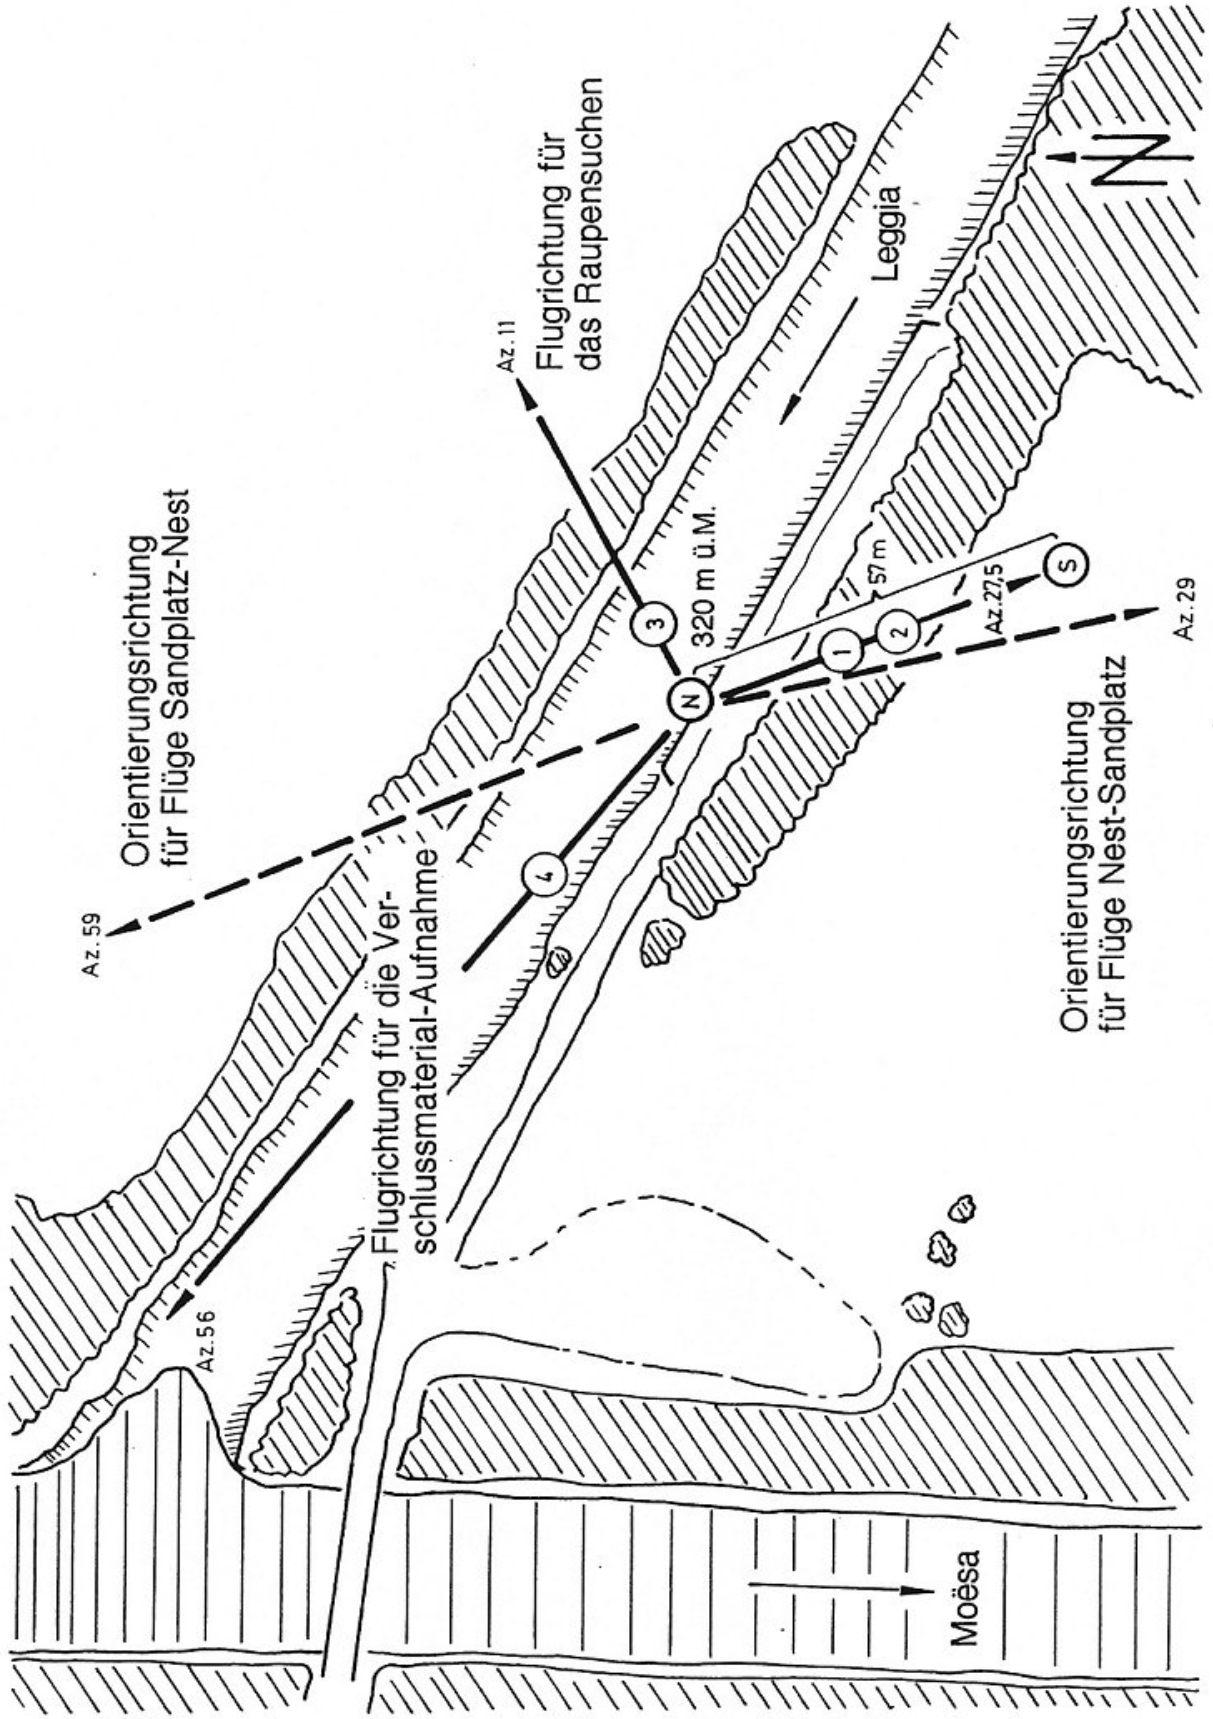 Az. 59
Orientierungsrichtung
für Flüge Sandplatz-Nest
Az. 11
Flugrichtung für
das Raupensuchen
Az. 56
Flugrichtung für die Ver-
schlussmaterial-Aufnahme
4
N
3
320 m ü.M.
Leggia
1
2
57 m
Az. 27,5
S
Az. 29
Orientierungsrichtung
für Flüge Nest-Sandplatz
Moësa
N